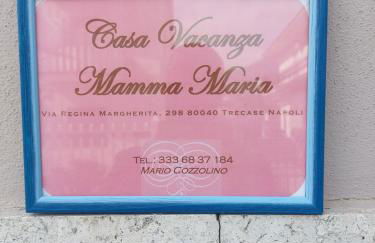 Casa Vacanza
Mamma Maria
Via Regina Margherita, 298 80040 Trecase Napoli
Tel: 333 68 37 184
Mario Cozzolino